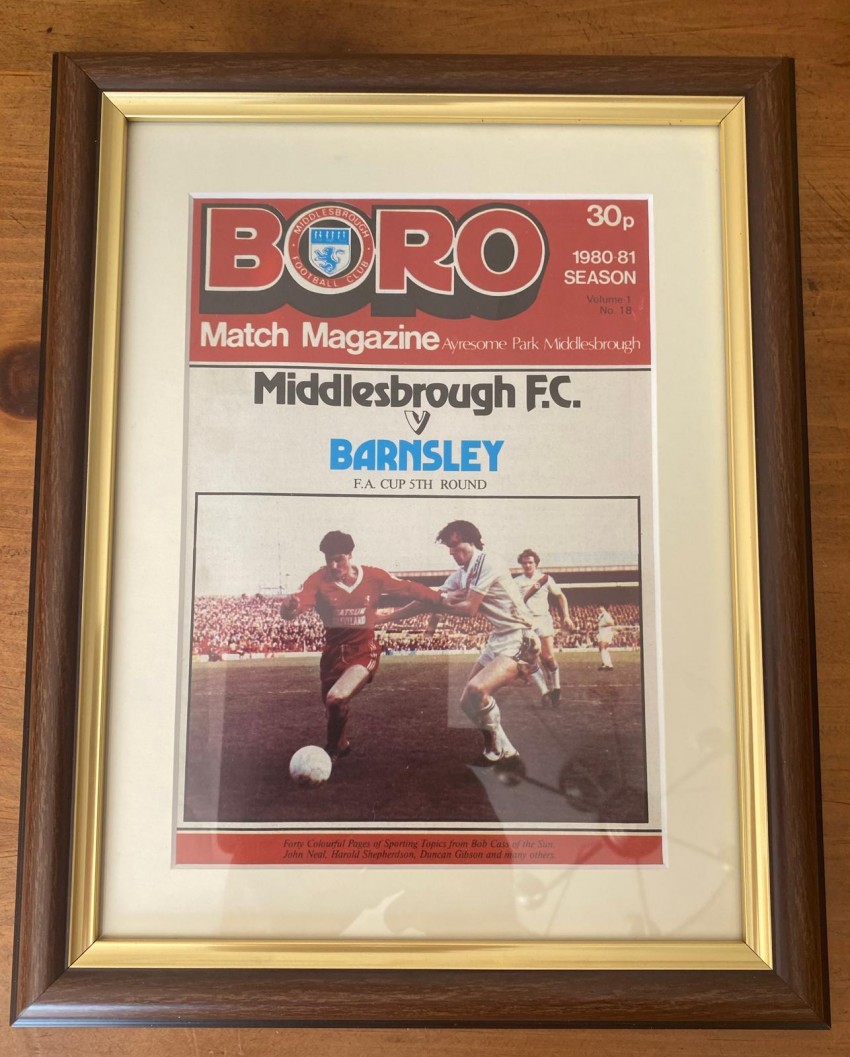 BORO
MIDDLESBROUGH
FOOTBALL CLUB
30p
1980-81
SEASON
Volume 1
No. 18
Match Magazine Ayresome Park Middlesbrough
Middlesbrough F.C.
V
BARNSLEY
F.A. CUP 5TH ROUND
Forty Colourful Pages of Sporting Topics from Bob Cass of the Sun,
John Neal, Harold Shepherdson, Duncan Gibson and many others.